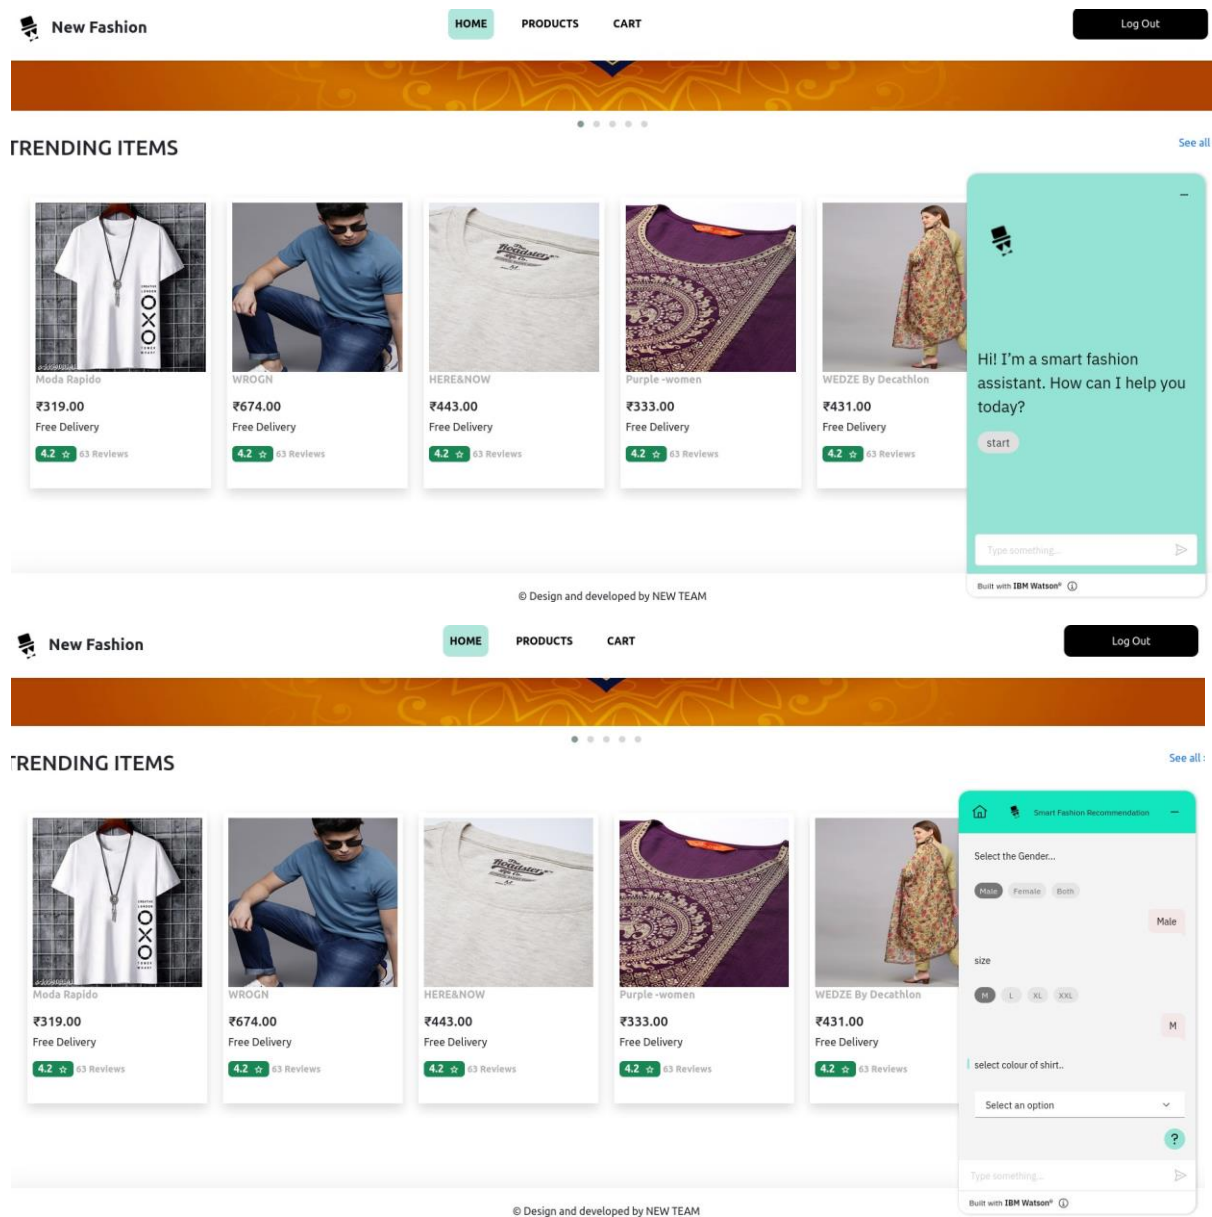 New Fashion
HOME PRODUCTS CART
Log Out
TRENDING ITEMS
See all
Moda Rapido
₹319.00
Free Delivery
4.2 ☆ 63 Reviews
WROGN
₹674.00
Free Delivery
4.2 ☆ 63 Reviews
HERE&NOW
₹443.00
Free Delivery
4.2 ☆ 63 Reviews
Purple -women
₹333.00
Free Delivery
4.2 ☆ 63 Reviews
WEDZE By Decathlon
₹431.00
Free Delivery
4.2 ☆ 63 Reviews
OXOXO
Roadster
M
Hi! I'm a smart fashion
assistant. How can I help you
today?
start
Type something...
Built with IBM Watson®
© Design and developed by NEW TEAM
New Fashion
HOME PRODUCTS CART
Log Out
TRENDING ITEMS
See all
Moda Rapido
₹319.00
Free Delivery
4.2 ☆ 63 Reviews
WROGN
₹674.00
Free Delivery
4.2 ☆ 63 Reviews
HERE&NOW
₹443.00
Free Delivery
4.2 ☆ 63 Reviews
Purple -women
₹333.00
Free Delivery
4.2 ☆ 63 Reviews
WEDZE By Decathlon
₹431.00
Free Delivery
4.2 ☆ 63 Reviews
OXOXO
Roadster
M
Smart Fashion Recommendation
Select the Gender...
Male Female Both
Male
size
M L XL XXL
M
select colour of shirt..
Select an option
?
Type something...
Built with IBM Watson®
© Design and developed by NEW TEAM